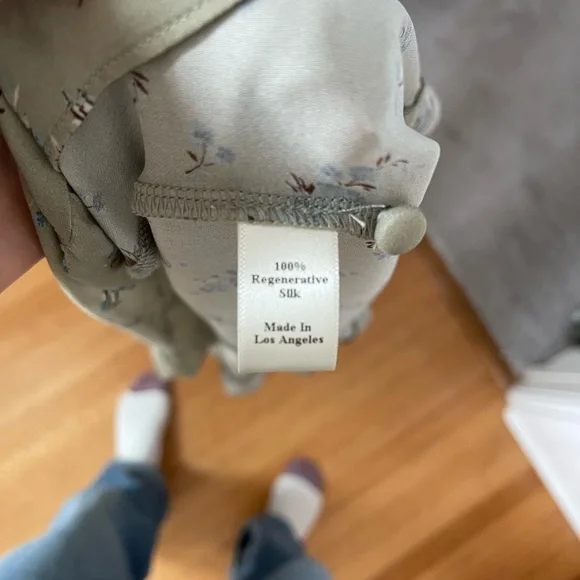 100%
Regenerative
Silk
Made In
Los Angeles